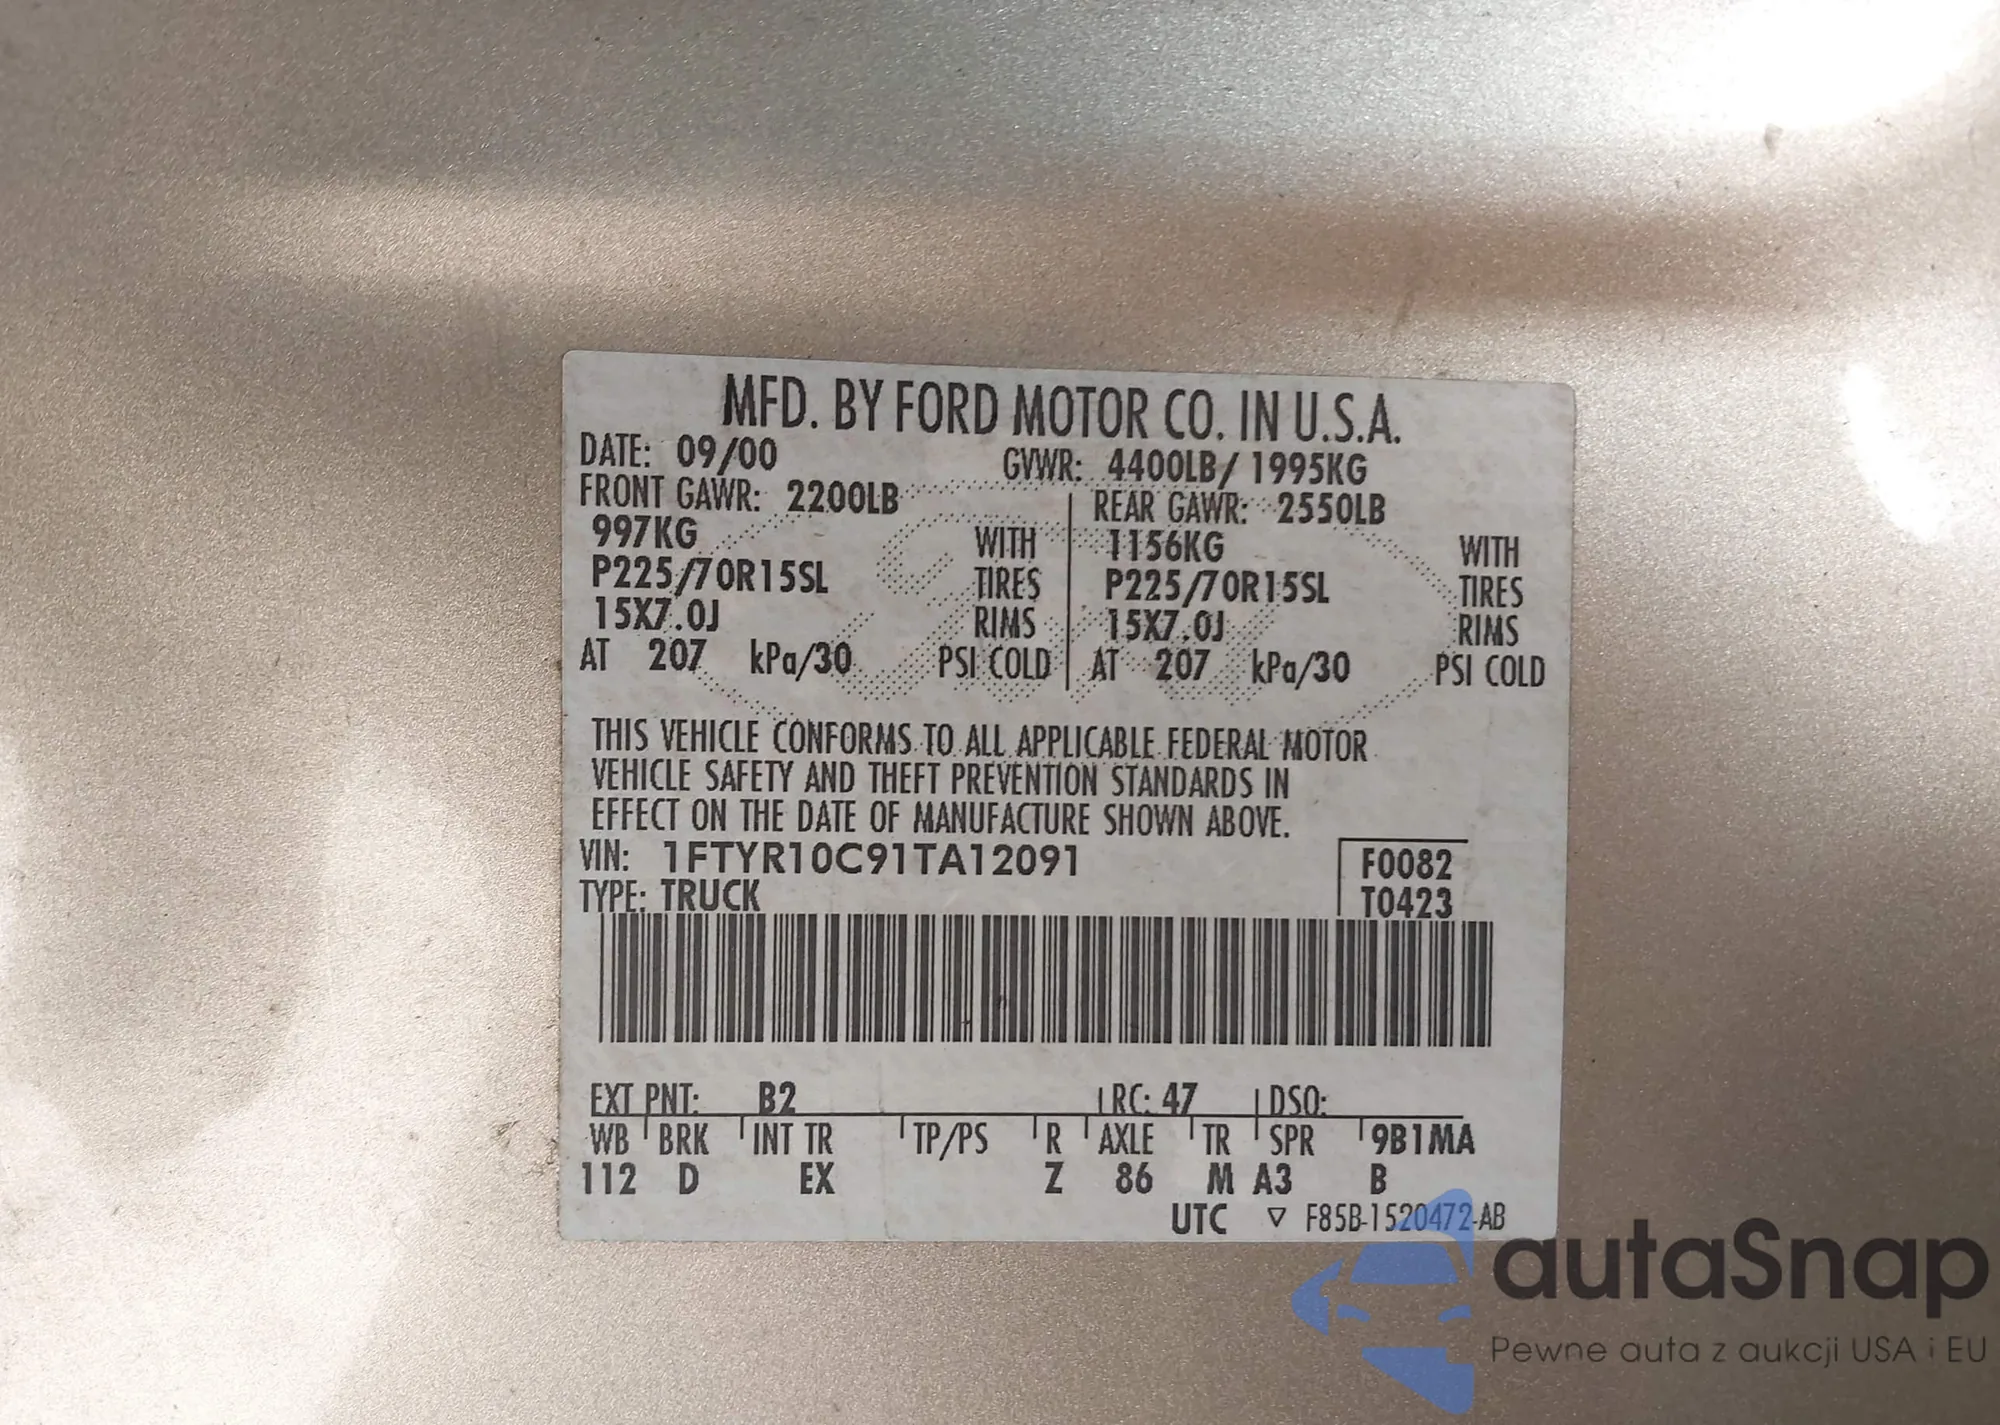 MFD. BY FORD MOTOR CO. IN U.S.A.
DATE: 09/00 GVWR: 4400LB/ 1995KG
FRONT GAWR: 2200LB REAR GAWR: 2550LB
997KG WITH 1156KG WITH
P225/70R15SL TIRES P225/70R15SL TIRES
15X7.0J RIMS 15X7.0J RIMS
AT 207 kPa/30 PSI COLD AT 207 kPa/30 PSI COLD
THIS VEHICLE CONFORMS TO ALL APPLICABLE FEDERAL MOTOR
VEHICLE SAFETY AND THEFT PREVENTION STANDARDS IN
EFFECT ON THE DATE OF MANUFACTURE SHOWN ABOVE.
VIN: 1FTYR10C91TA12091 F0082
TYPE: TRUCK T0423
EXT PNT: B2 RC: 47 DSO:
WB BRK INT TR TP/PS R AXLE TR SPR 9B1MA
112 D EX Z 86 M A3 B
UTC ▽ F85B-1520472-AB
autaSnap
Pewne auta z aukcji USA i EU